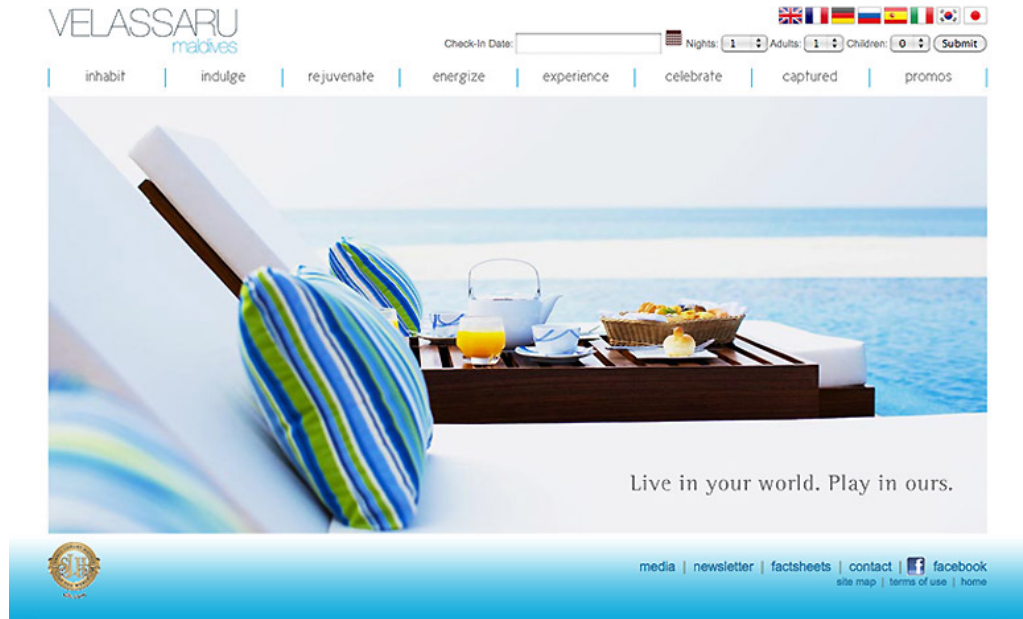 VELASSARU
maldives
Check-In Date: Nights: 1 Adults: 1 Children: 0 Submit
inhabit indulge rejuvenate energize experience celebrate captured promos
Live in your world. Play in ours.
SLH
media | newsletter | factsheets | contact | f facebook
site map | terms of use | home